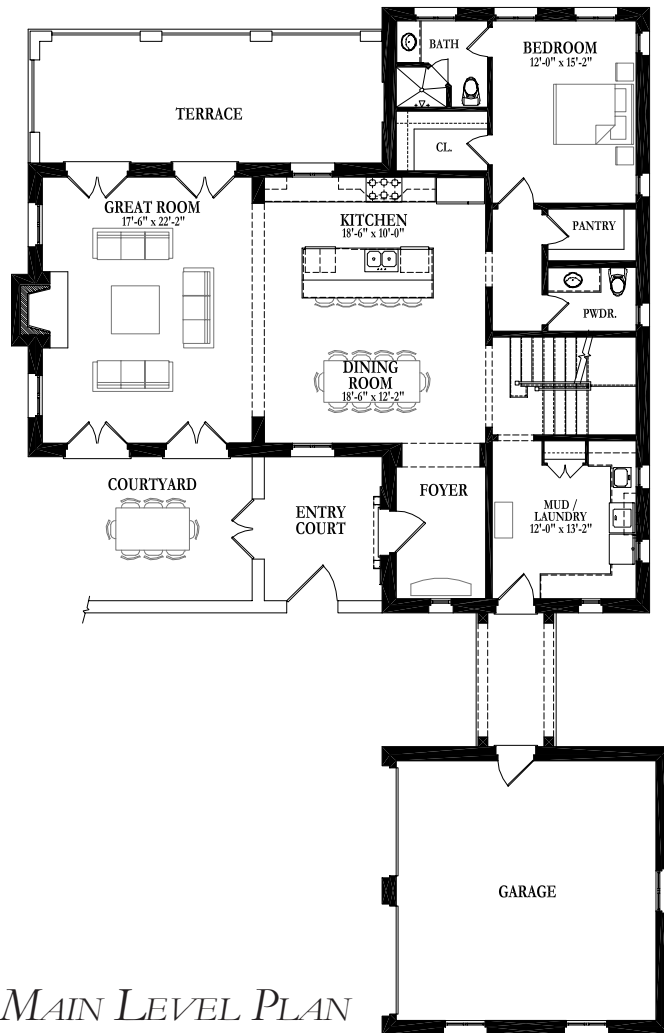 BATH
BEDROOM
12'-0" x 15'-2"
TERRACE
CL.
GREAT ROOM
17'-6" x 22'-2"
KITCHEN
18'-6" x 10'-0"
PANTRY
PWDR.
DINING
ROOM
18'-6" x 12'-2"
COURTYARD
ENTRY
COURT
FOYER
MUD /
LAUNDRY
12'-0" x 13'-2"
GARAGE
MAIN LEVEL PLAN